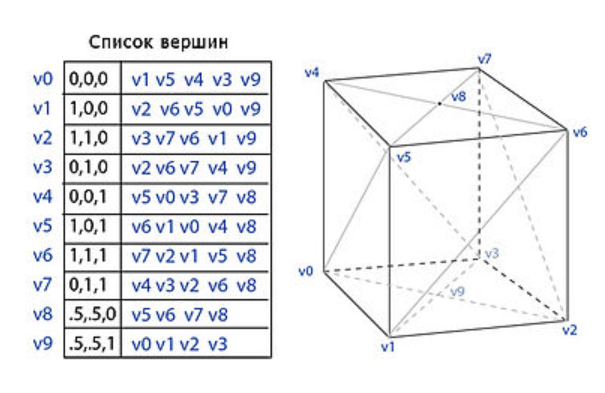 Список вершин
v0 0,0,0 v1 v5 v4 v3 v9
v1 1,0,0 v2 v6 v5 v0 v9
v2 1,1,0 v3 v7 v6 v1 v9
v3 0,1,0 v2 v6 v7 v4 v9
v4 0,0,1 v5 v0 v3 v7 v8
v5 1,0,1 v6 v1 v0 v4 v8
v6 1,1,1 v7 v2 v1 v5 v8
v7 0,1,1 v4 v3 v2 v6 v8
v8 .5,.5,0 v5 v6 v7 v8
v9 .5,.5,1 v0 v1 v2 v3
v7
v4
v8
v6
v5
v3
v0
v9
v2
v1